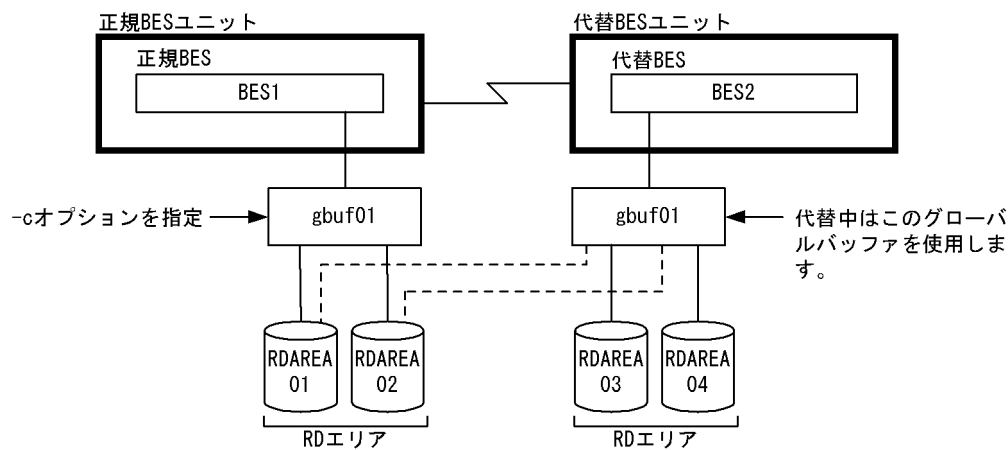 正規BESユニット
代替BESユニット
正規BES
代替BES
BES1
BES2
-cオプションを指定
gbuf01
gbuf01
代替中はこのグローバ
ルバッファを使用しま
す。
RDAREA
01
RDAREA
02
RDAREA
03
RDAREA
04
RDエリア
RDエリア